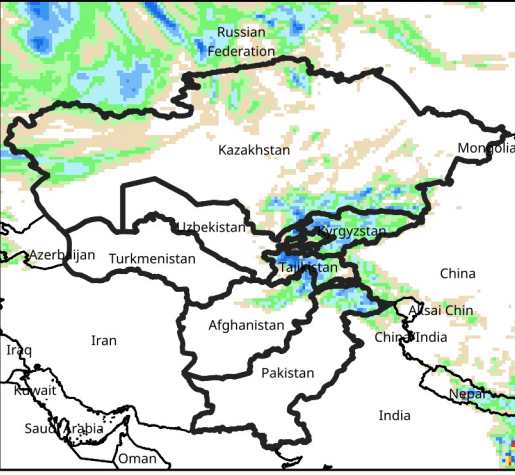 Russian
Federation
Kazakhstan
Mongolia
Uzbekistan
Kyrgyzstan
Azerbaijan
Turkmenistan
Tajikistan
China
Aksai Chin
Afghanistan
China/India
Iran
Iraq
Pakistan
Kuwait
Nepal
India
Saudi Arabia
Oman